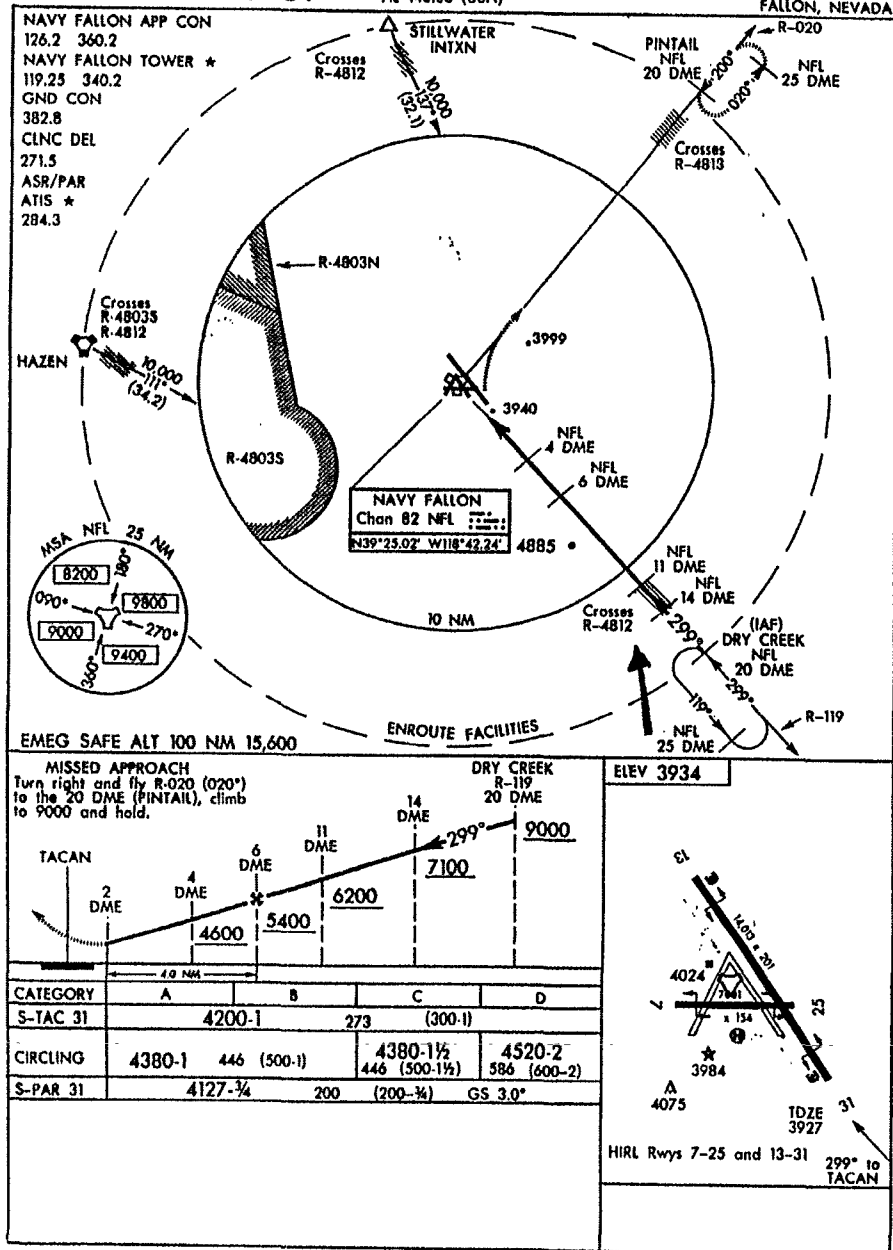 FALLON, NEVADA
NAVY FALLON APP CON
126.2 360.2
NAVY FALLON TOWER ★
119.25 340.2
GND CON
382.8
CLNC DEL
271.5
ASR/PAR
ATIS ★
284.3
STILLWATER
INTXN
Crosses
R-4812
10,000
137°
(32.1)
PINTAIL
NFL
20 DME
R-020
200°
020°
NFL
25 DME
Crosses
R-4813
R-4803N
Crosses
R-4803S
R-4812
HAZEN
10,000
111°
(34.2)
R-4803S
3999
3940
NFL
4 DME
NFL
6 DME
NAVY FALLON
Chan 82 NFL
N39°25.02' W118°42.24'
4885
NFL
11 DME
NFL
14 DME
Crosses
R-4812
299°
(IAF)
DRY CREEK
NFL
20 DME
299°
119°
R-119
NFL
25 DME
10 NM
MSA NFL 25 NM
8200
180°
090°
9800
9000
270°
360°
9400
ENROUTE FACILITIES
EMEG SAFE ALT 100 NM 15,600
MISSED APPROACH
Turn right and fly R-020 (020°)
to the 20 DME (PINTAIL), climb
to 9000 and hold.
DRY CREEK
R-119
20 DME
14
DME
299°
9000
11
DME
7100
6
DME
6200
TACAN
4
DME
5400
2
DME
4600
4.0 NM
CATEGORY A B C D
S-TAC 31 4200-1 273 (300-1)
CIRCLING 4380-1 446 (500-1) 4380-1½ 446 (500-1½) 4520-2 586 (600-2)
S-PAR 31 4127-¾ 200 (200-¾) GS 3.0°
ELEV 3934
13
14,013 x 201
4024
7
x 154
25
3984
4075
TDZE
3927
31
HIRL Rwys 7-25 and 13-31
299° to
TACAN